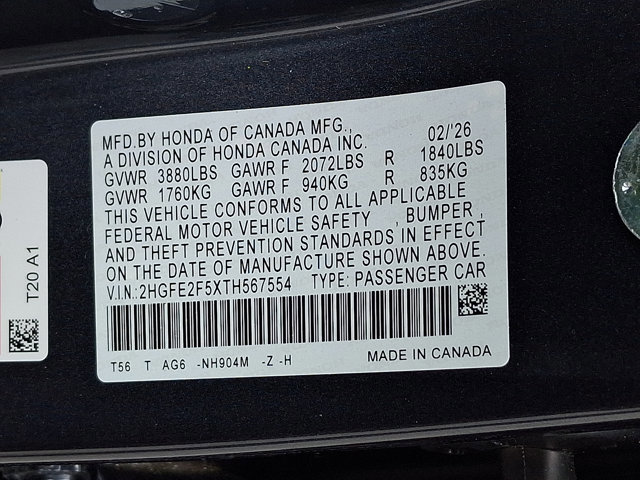 MFD.BY HONDA OF CANADA MFG., 02/'26
A DIVISION OF HONDA CANADA INC.
GVWR 3880LBS GAWR F 2072LBS R 1840LBS
GVWR 1760KG GAWR F 940KG R 835KG
THIS VEHICLE CONFORMS TO ALL APPLICABLE
FEDERAL MOTOR VEHICLE SAFETY , BUMPER ,
AND THEFT PREVENTION STANDARDS IN EFFECT
ON THE DATE OF MANUFACTURE SHOWN ABOVE.
V.I.N.:2HGFE2F5XTH567554 TYPE: PASSENGER CAR
T56 T AG6 -NH904M -Z -H MADE IN CANADA
T20 A1